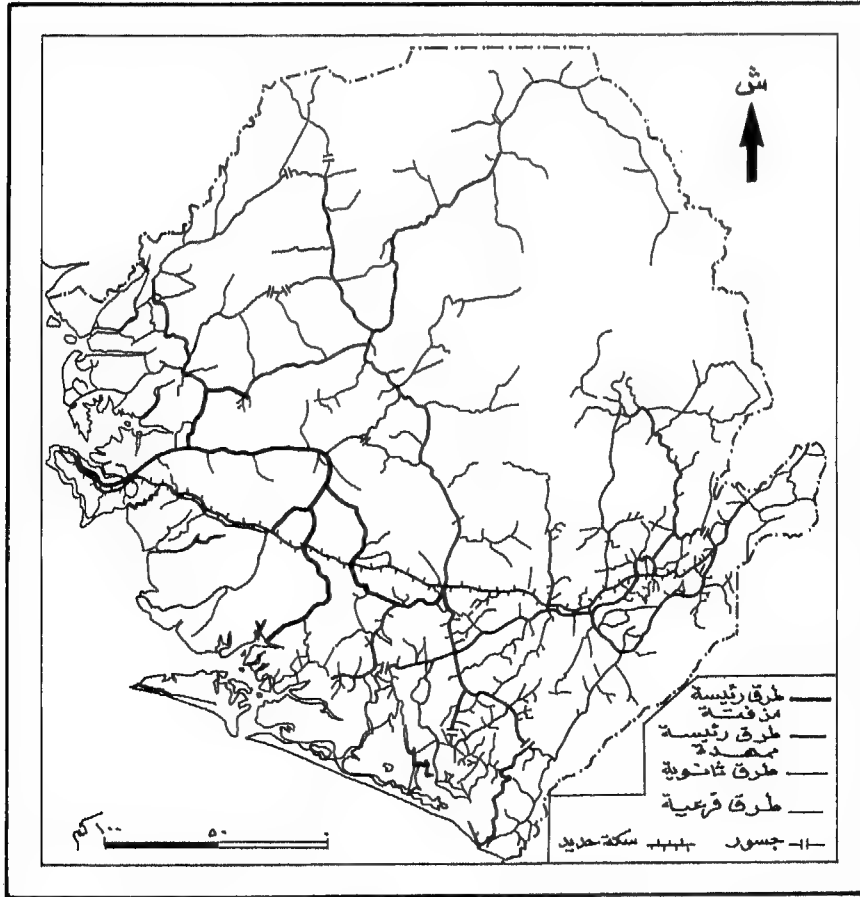 ش
طرق رئيسة
مزفتة
طرق رئيسة
ممهدة
طرق ثانوية
طرق فرعية
جسور سكة حديد
١٠٠ كم ٥٠ ٠